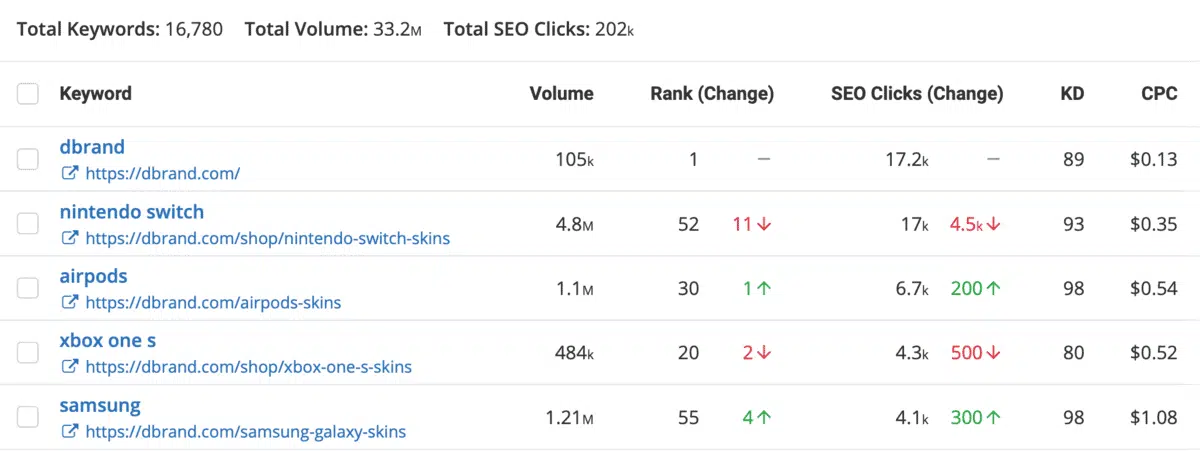 Total Keywords: 16,780 Total Volume: 33.2M Total SEO Clicks: 202k
Keyword Volume Rank (Change) SEO Clicks (Change) KD CPC
dbrand
https://dbrand.com/ 105k 1 – 17.2k – 89 $0.13
nintendo switch
https://dbrand.com/shop/nintendo-switch-skins 4.8M 52 11↓ 17k 4.5k↓ 93 $0.35
airpods
https://dbrand.com/airpods-skins 1.1M 30 1↑ 6.7k 200↑ 98 $0.54
xbox one s
https://dbrand.com/shop/xbox-one-s-skins 484k 20 2↓ 4.3k 500↓ 80 $0.52
samsung
https://dbrand.com/samsung-galaxy-skins 1.21M 55 4↑ 4.1k 300↑ 98 $1.08